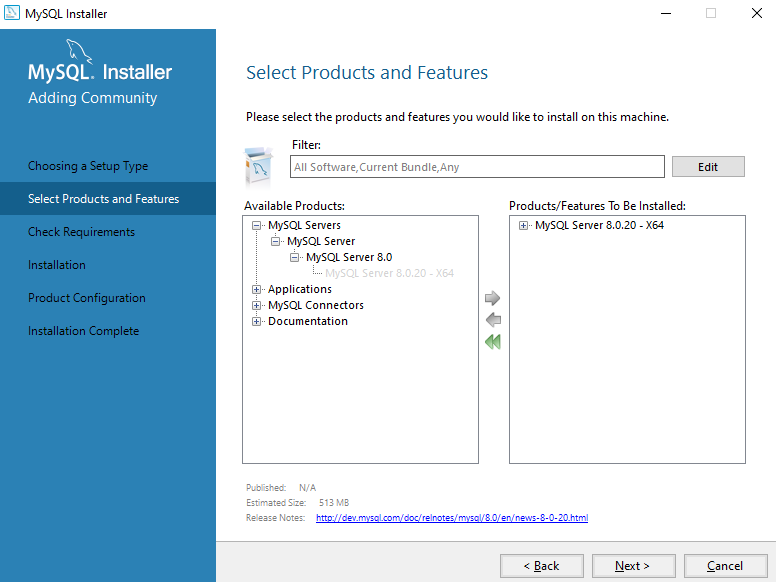 MySQL Installer
MySQL. Installer
Adding Community
Choosing a Setup Type
Select Products and Features
Check Requirements
Installation
Product Configuration
Installation Complete
Select Products and Features
Please select the products and features you would like to install on this machine.
Filter:
All Software,Current Bundle,Any
Edit
Available Products:
MySQL Servers
MySQL Server
MySQL Server 8.0
MySQL Server 8.0.20 - X64
Applications
MySQL Connectors
Documentation
Products/Features To Be Installed:
MySQL Server 8.0.20 - X64
Published: N/A
Estimated Size: 513 MB
Release Notes: http://dev.mysql.com/doc/relnotes/mysql/8.0/en/news-8-0-20.html
< Back
Next >
Cancel